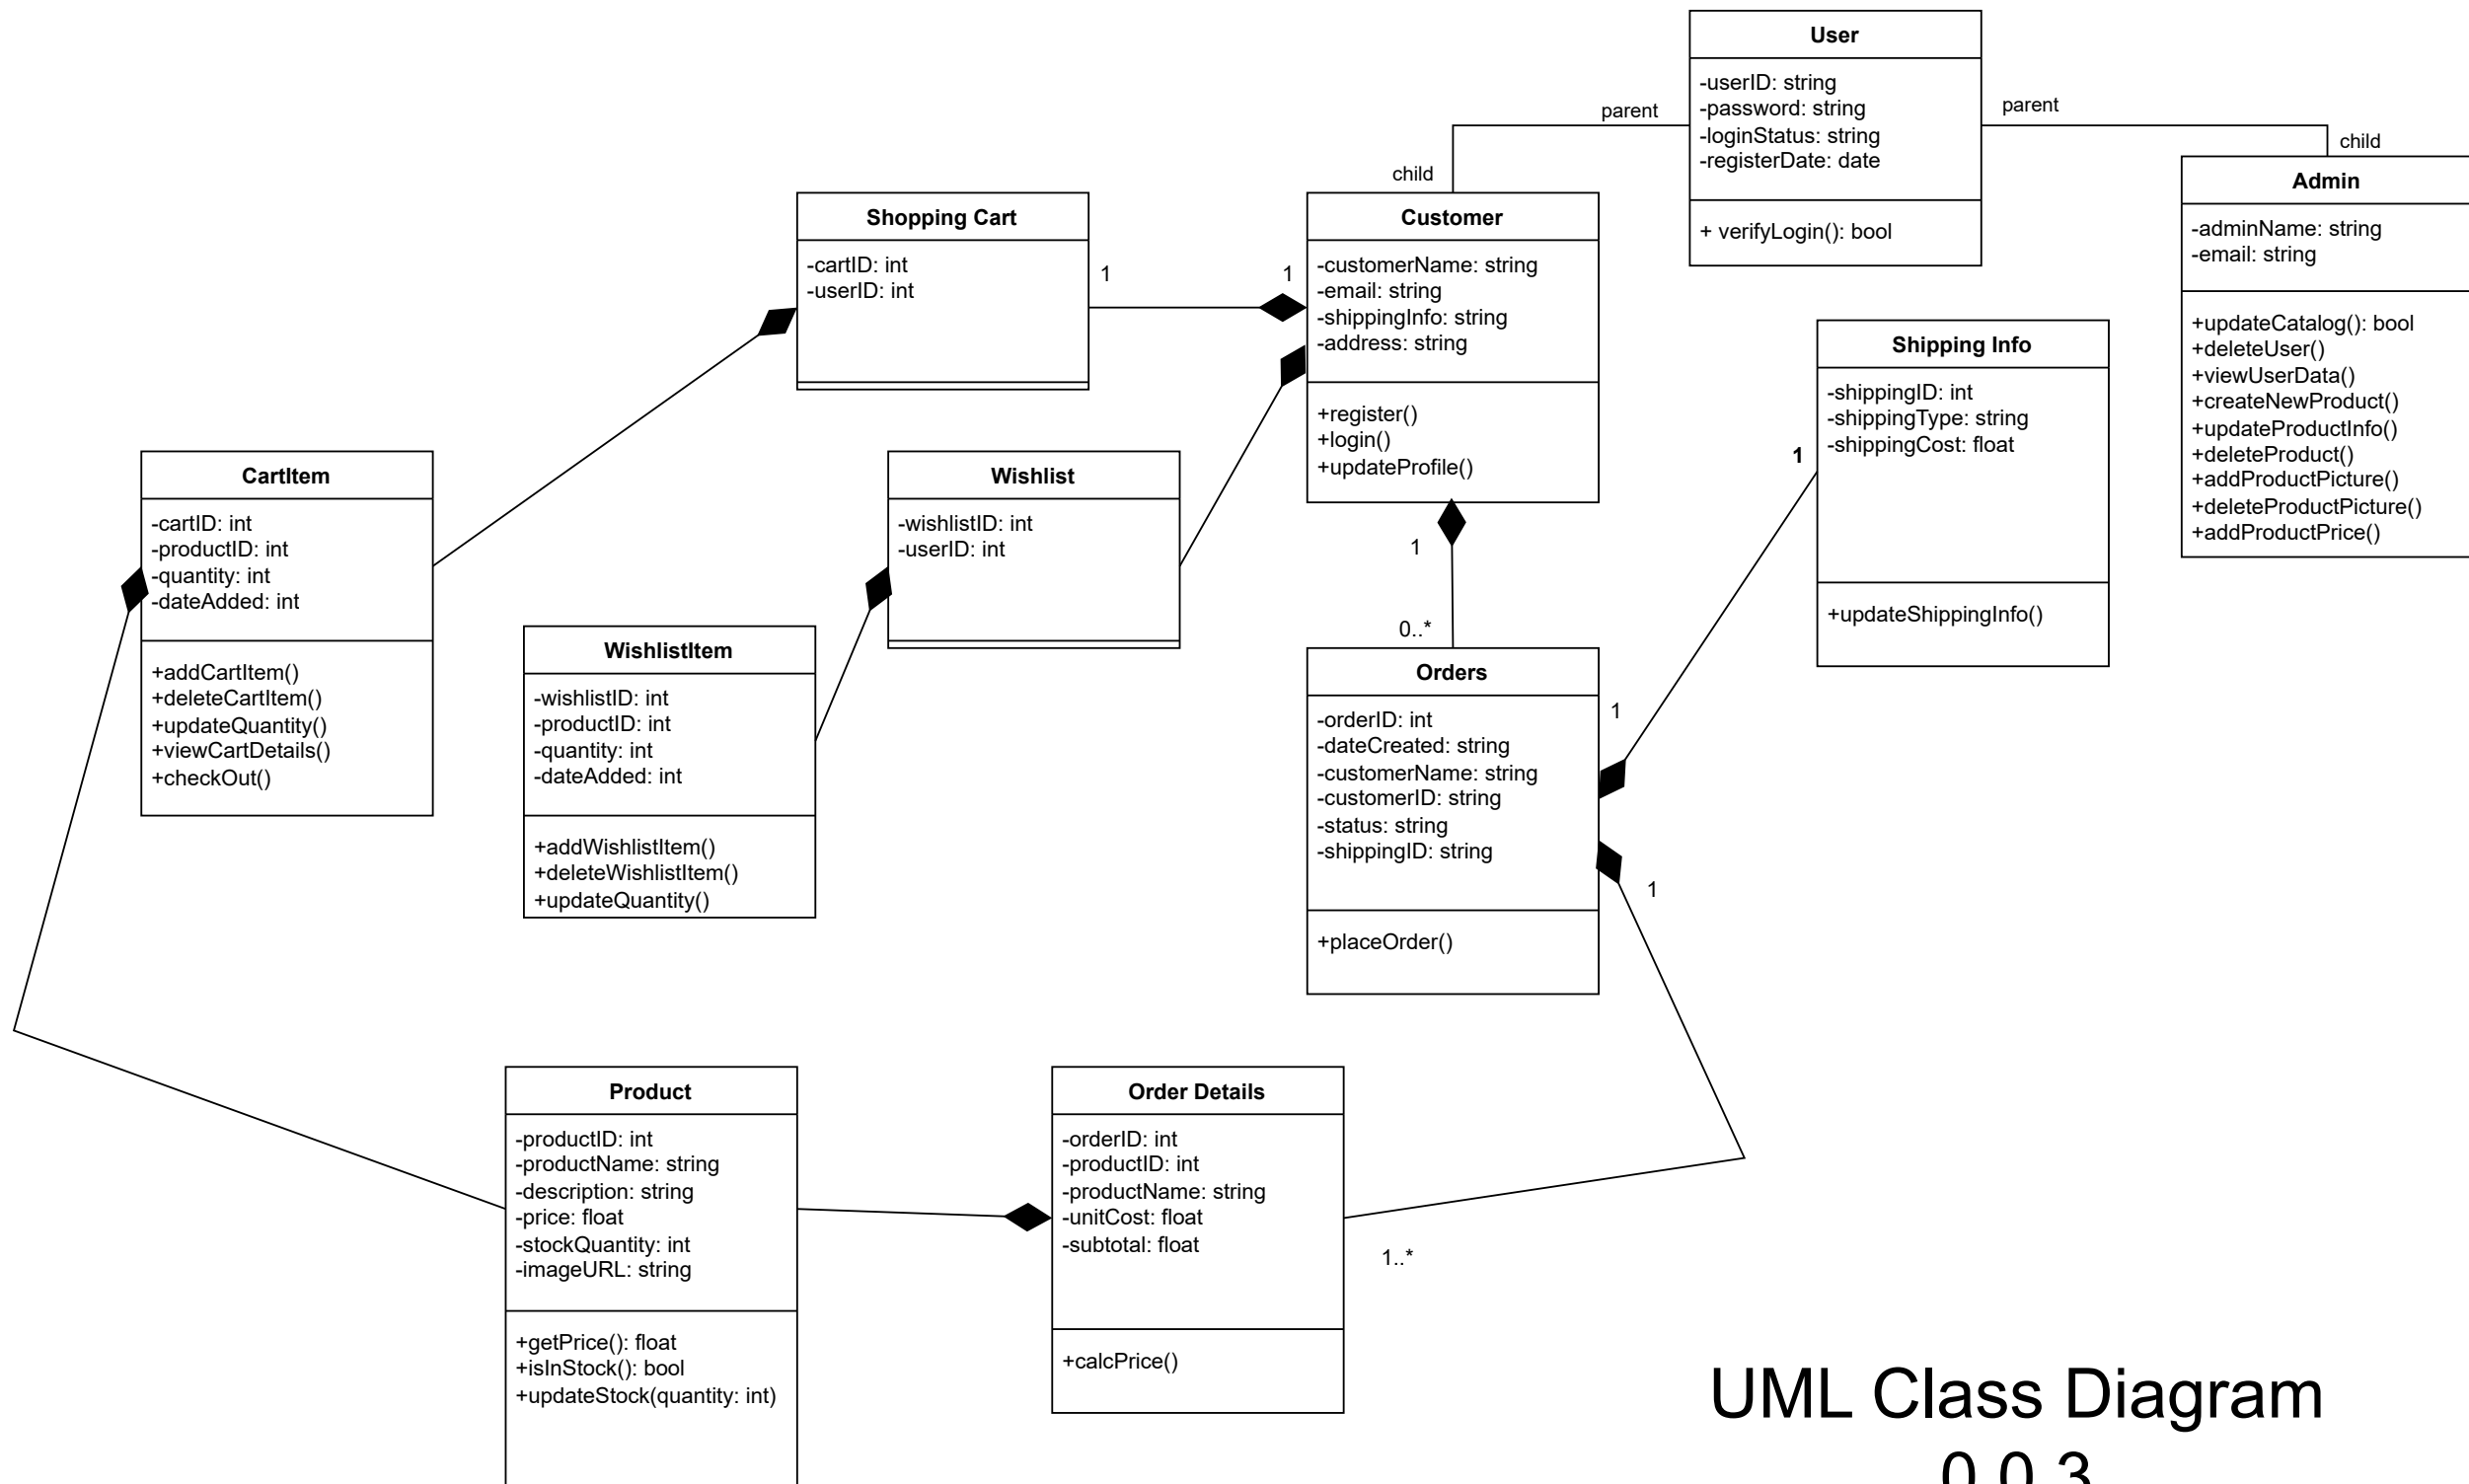 User
-userID: string
-password: string
-loginStatus: string
-registerDate: date
+ verifyLogin(): bool
parent
child
parent
child
Admin
-adminName: string
-email: string
+updateCatalog(): bool
+deleteUser()
+viewUserData()
+createNewProduct()
+updateProductInfo()
+deleteProduct()
+addProductPicture()
+deleteProductPicture()
+addProductPrice()
Shopping Cart
-cartID: int
-userID: int
1
1
Customer
-customerName: string
-email: string
-shippingInfo: string
-address: string
+register()
+login()
+updateProfile()
Shipping Info
-shippingID: int
-shippingType: string
-shippingCost: float
+updateShippingInfo()
1
CartItem
-cartID: int
-productID: int
-quantity: int
-dateAdded: int
+addCartItem()
+deleteCartItem()
+updateQuantity()
+viewCartDetails()
+checkOut()
Wishlist
-wishlistID: int
-userID: int
WishlistItem
-wishlistID: int
-productID: int
-quantity: int
-dateAdded: int
+addWishlistItem()
+deleteWishlistItem()
+updateQuantity()
1
0..*
Orders
-orderID: int
-dateCreated: string
-customerName: string
-customerID: string
-status: string
-shippingID: string
+placeOrder()
1
1
Product
-productID: int
-productName: string
-description: string
-price: float
-stockQuantity: int
-imageURL: string
+getPrice(): float
+isInStock(): bool
+updateStock(quantity: int)
Order Details
-orderID: int
-productID: int
-productName: string
-unitCost: float
-subtotal: float
+calcPrice()
1..*
UML Class Diagram
0.0.3